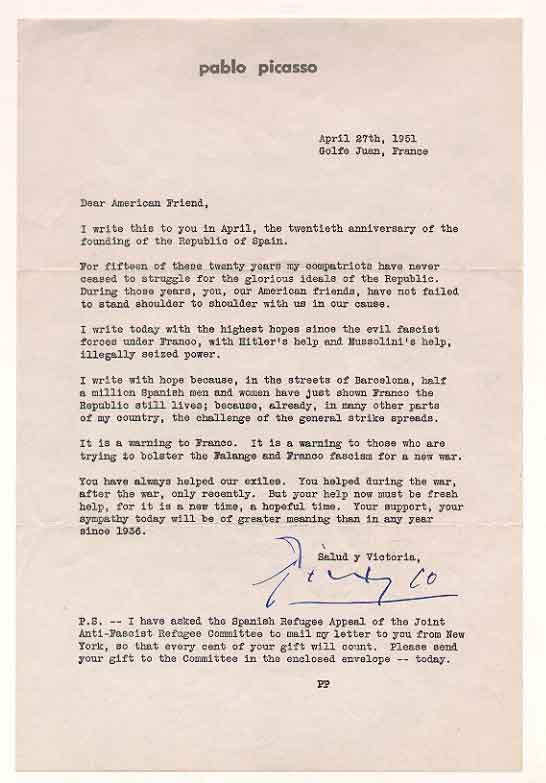 pablo picasso
April 27th, 1951
Golfe Juan, France
Dear American Friend,
I write this to you in April, the twentieth anniversary of the
founding of the Republic of Spain.
For fifteen of these twenty years my compatriots have never
ceased to struggle for the glorious ideals of the Republic.
During those years, you, our American friends, have not failed
to stand shoulder to shoulder with us in our cause.
I write today with the highest hopes since the evil fascist
forces under Franco, with Hitler's help and Mussolini's help,
illegally seized power.
I write with hope because, in the streets of Barcelona, half
a million Spanish men and women have just shown Franco the
Republic still lives; because, already, in many other parts
of my country, the challenge of the general strike spreads.
It is a warning to Franco.  It is a warning to those who are
trying to bolster the Falange and Franco fascism for a new war.
You have always helped our exiles.  You helped during the war,
after the war, only recently.  But your help now must be fresh
help, for it is a new time, a hopeful time.  Your support, your
sympathy today will be of greater meaning than in any year
since 1936.
Salud y Victoria,
Picasso
P.S. -- I have asked the Spanish Refugee Appeal of the Joint
Anti-Fascist Refugee Committee to mail my letter to you from New
York, so that every cent of your gift will count.  Please send
your gift to the Committee in the enclosed envelope -- today.
PP